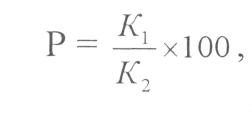 P = K₁/K₂ ×100 ,